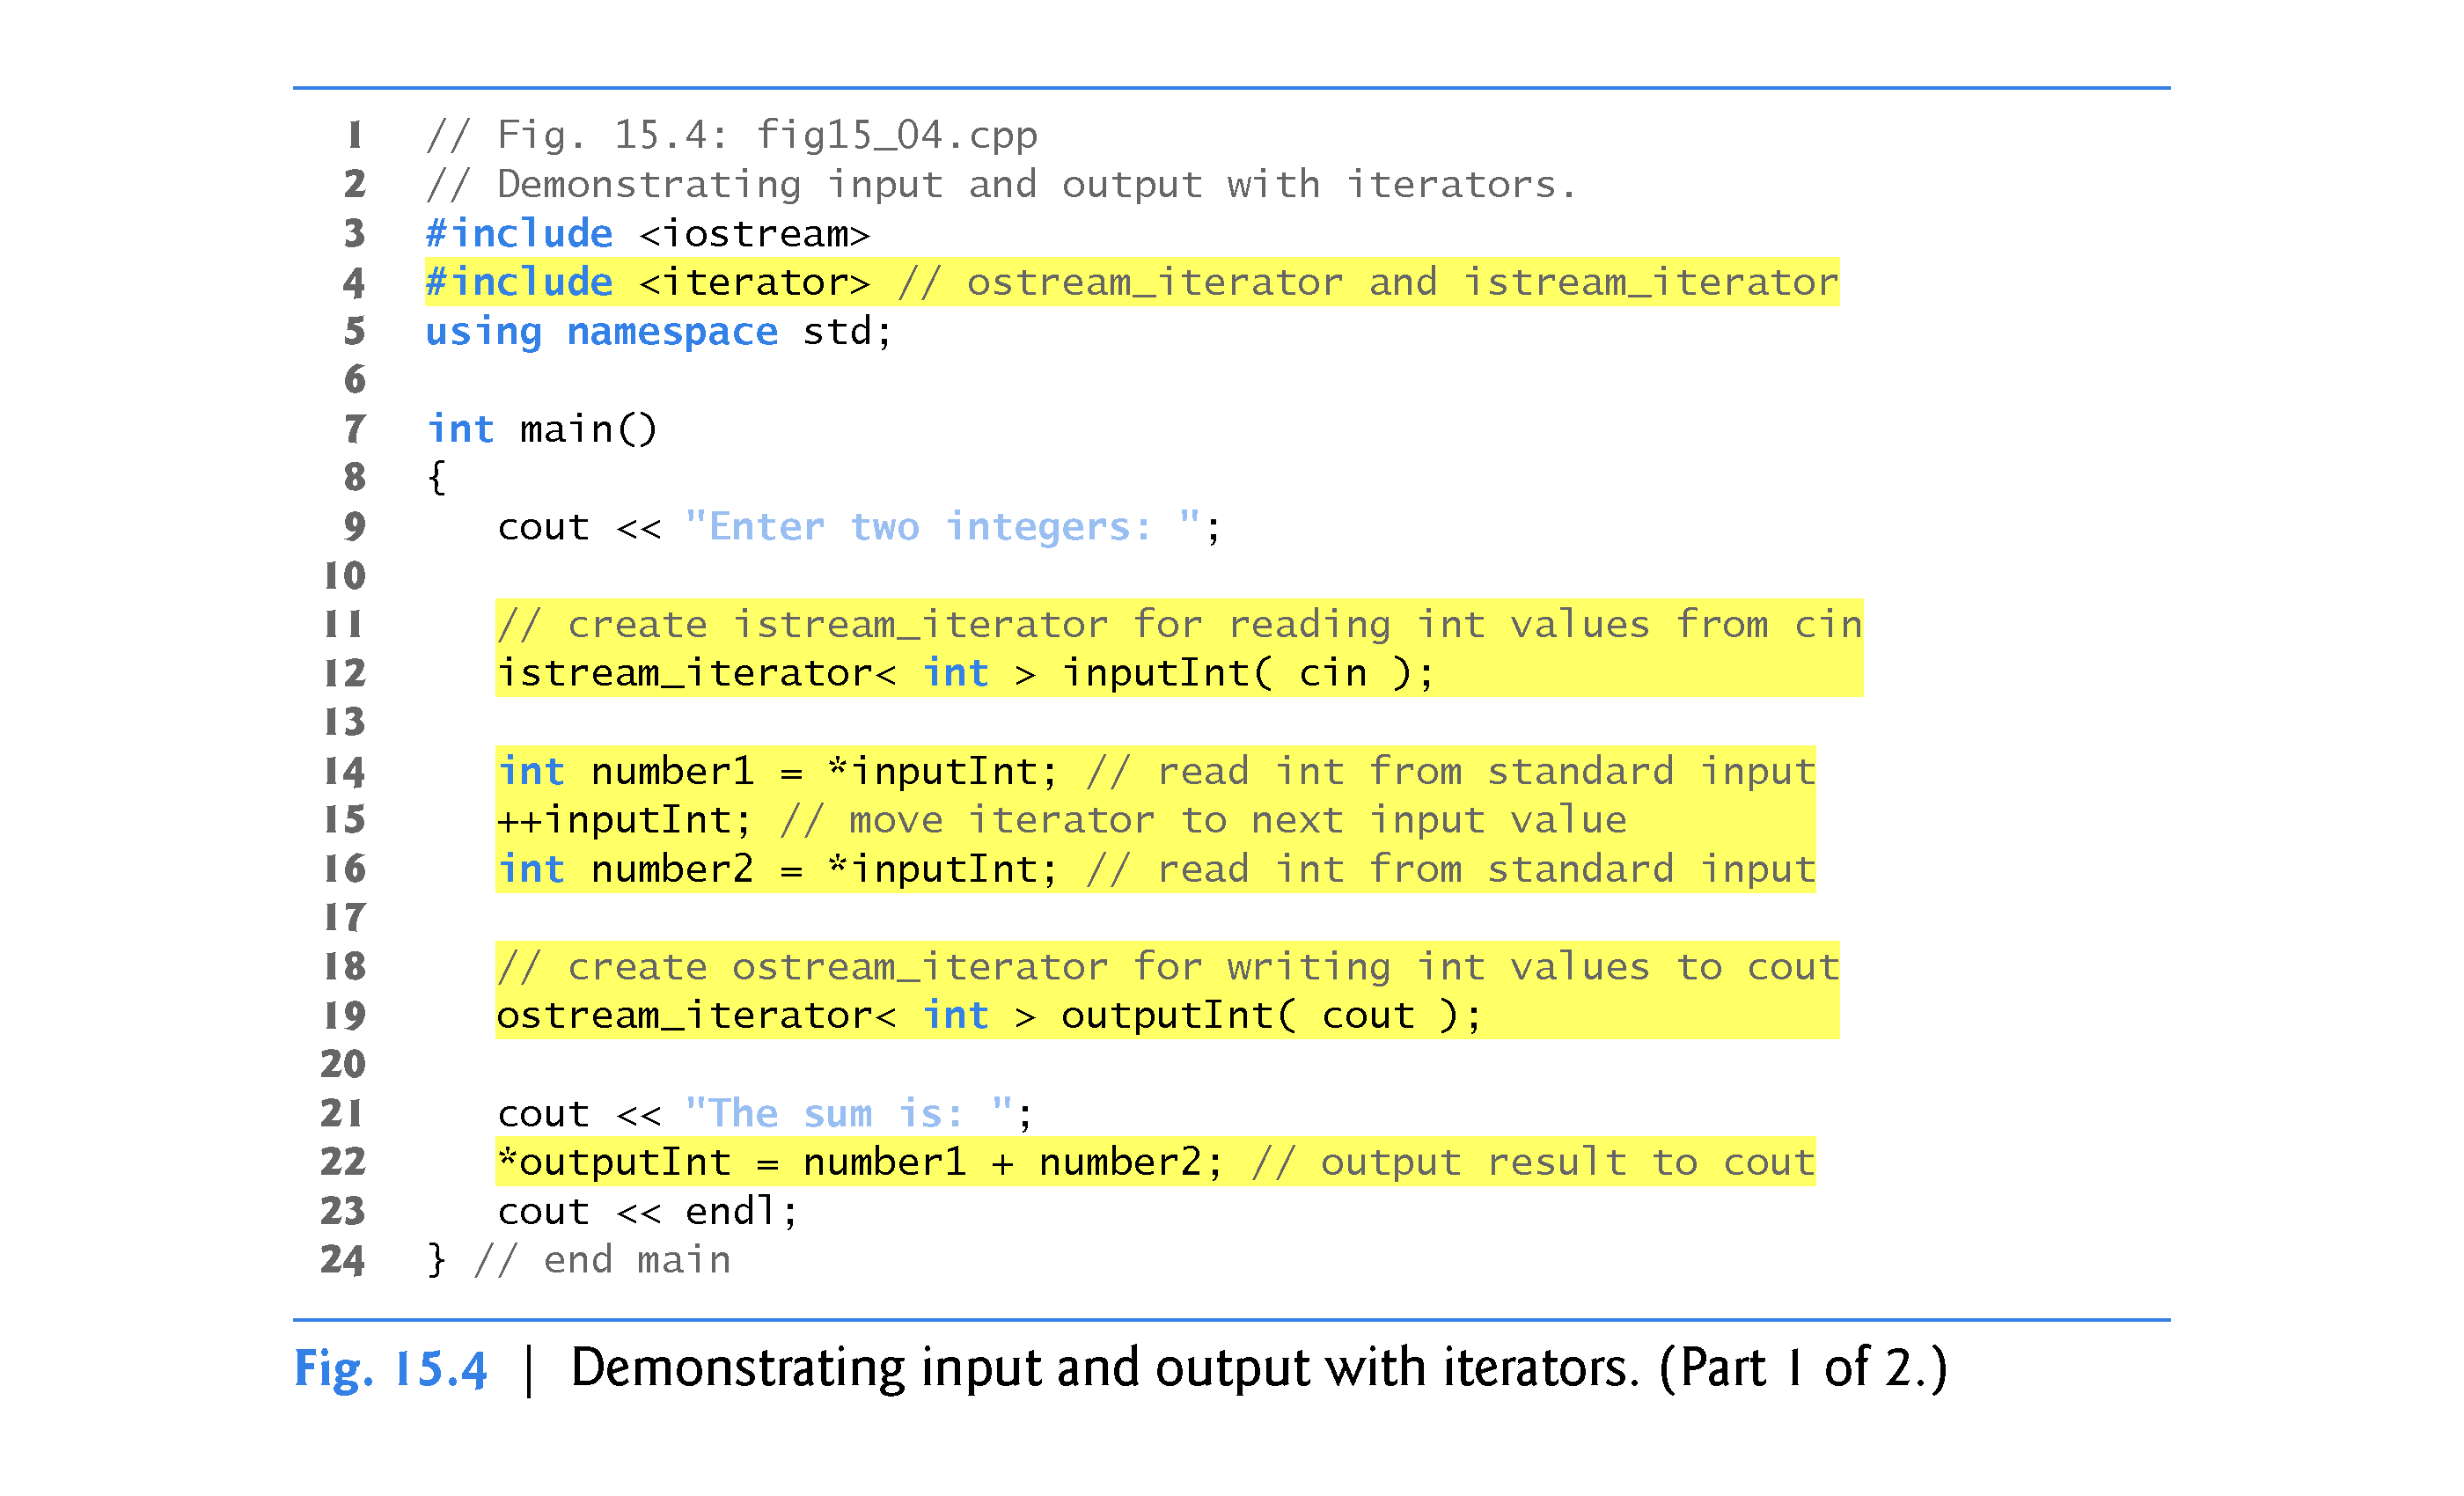 1 // Fig. 15.4: fig15_04.cpp
2 // Demonstrating input and output with iterators.
3 #include <iostream>
4 #include <iterator> // ostream_iterator and istream_iterator
5 using namespace std;
6
7 int main()
8 {
9    cout << "Enter two integers: ";
10
11    // create istream_iterator for reading int values from cin
12    istream_iterator< int > inputInt( cin );
13
14    int number1 = *inputInt; // read int from standard input
15    ++inputInt; // move iterator to next input value
16    int number2 = *inputInt; // read int from standard input
17
18    // create ostream_iterator for writing int values to cout
19    ostream_iterator< int > outputInt( cout );
20
21    cout << "The sum is: ";
22    *outputInt = number1 + number2; // output result to cout
23    cout << endl;
24 } // end main
Fig. 15.4 | Demonstrating input and output with iterators. (Part 1 of 2.)